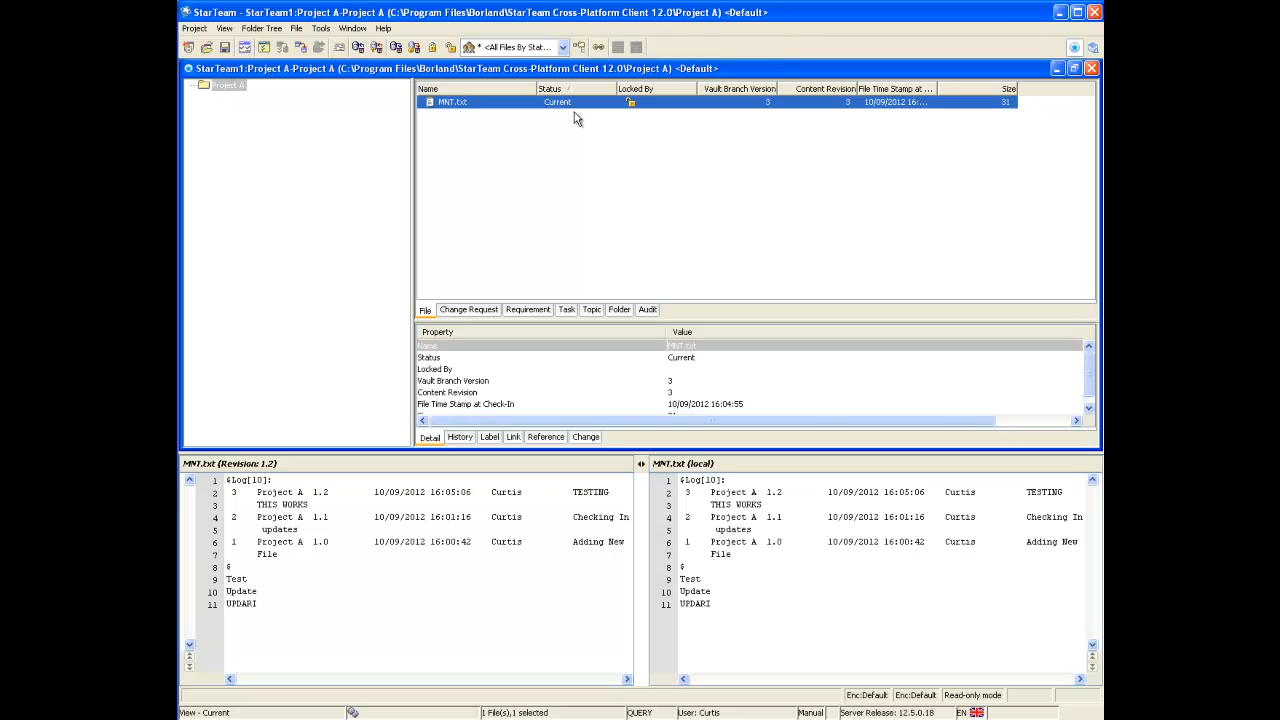 StarTeam - StarTeam1:Project A-Project A (C:\Program Files\Borland\StarTeam Cross-Platform Client 12.0\Project A) <Default>
Project View Folder Tree File Tools Window Help
* <All Files By Stat...
StarTeam1:Project A-Project A (C:\Program Files\Borland\StarTeam Cross-Platform Client 12.0\Project A) <Default>
Project A
Name Status Locked By Vault Branch Version Content Revision File Time Stamp at ... Size
MNT.txt Current 3 3 10/09/2012 16:... 31
File Change Request Requirement Task Topic Folder Audit
Property Value
Name MNT.txt
Status Current
Locked By
Vault Branch Version 3
Content Revision 3
File Time Stamp at Check-In 10/09/2012 16:04:55
Detail History Label Link Reference Change
MNT.txt (Revision: 1.2)
1 $Log[10]:
2 3 Project A 1.2 10/09/2012 16:05:06 Curtis TESTING
3 THIS WORKS
4 2 Project A 1.1 10/09/2012 16:01:16 Curtis Checking In
5 updates
6 1 Project A 1.0 10/09/2012 16:00:42 Curtis Adding New
7 File
8 $
9 Test
10 Update
11 UPDARI
MNT.txt (local)
1 $Log[10]:
2 3 Project A 1.2 10/09/2012 16:05:06 Curtis TESTING
3 THIS WORKS
4 2 Project A 1.1 10/09/2012 16:01:16 Curtis Checking In
5 updates
6 1 Project A 1.0 10/09/2012 16:00:42 Curtis Adding New
7 File
8 $
9 Test
10 Update
11 UPDARI
Enc:Default Enc:Default Read-only mode
View - Current 1 File(s),1 selected QUERY User: Curtis Manual Server Release: 12.5.0.18 EN